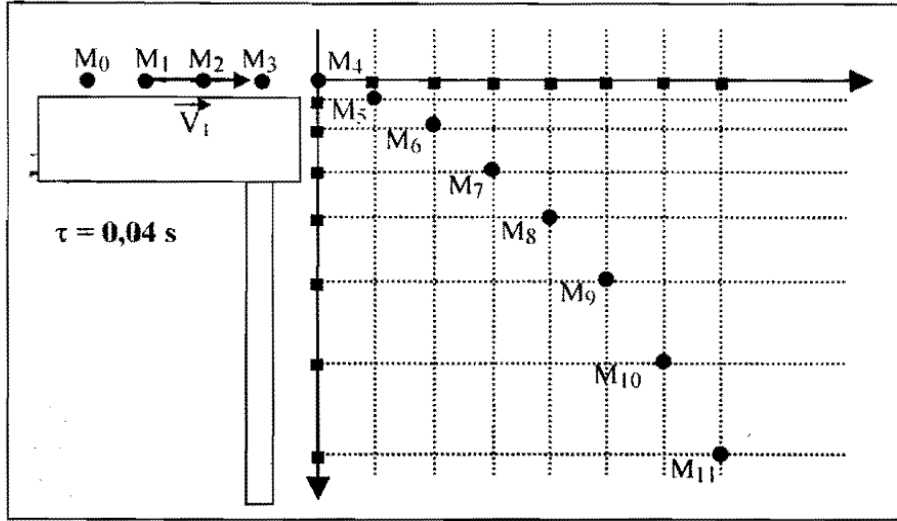 M₀ M₁ M₂ M₃ M₄
V₁
M₅
M₆
M₇
τ = 0,04 s
M₈
M₉
M₁₀
M₁₁